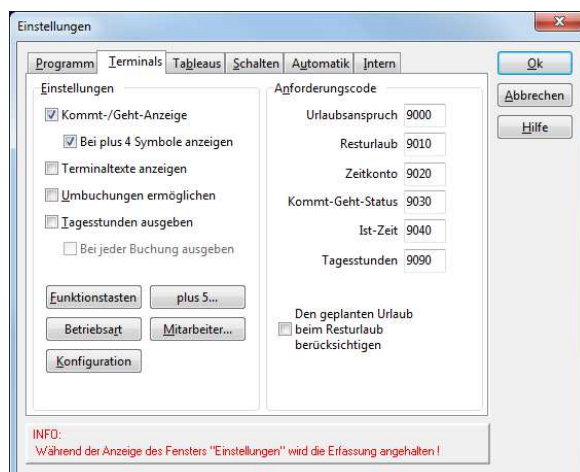 Einstellungen
Programm Terminals Tableaus Schalten Automatik Intern
Ok
Abbrechen
Hilfe
Einstellungen
Kommt-/Geht-Anzeige
Bei plus 4 Symbole anzeigen
Terminaltexte anzeigen
Umbuchungen ermöglichen
Tagesstunden ausgeben
Bei jeder Buchung ausgeben
Funktionstasten plus 5...
Betriebsart Mitarbeiter...
Konfiguration
Anforderungscode
Urlaubsanspruch 9000
Resturlaub 9010
Zeitkonto 9020
Kommt-Geht-Status 9030
Ist-Zeit 9040
Tagesstunden 9090
Den geplanten Urlaub
beim Resturlaub
berücksichtigen
INFO:
Während der Anzeige des Fensters "Einstellungen" wird die Erfassung angehalten !